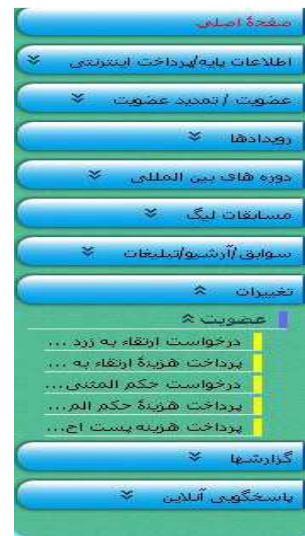 صفحهٔ اصلی
اطلاعات پایه/پرداخت اینترنتی
عضویت / تمدید عضویت
رویدادها
دوره های بین المللی
مسابقات لیگ
سوابق/آرشیو/تبلیغات
تغییرات
عضویت
درخواست ارتقاء به زرد ...
پرداخت هزینهٔ ارتقاء به ...
درخواست حکم المثنی...
پرداخت هزینهٔ حکم الم...
پرداخت هزینه پست اح...
گزارشها
پاسخگویی آنلاین